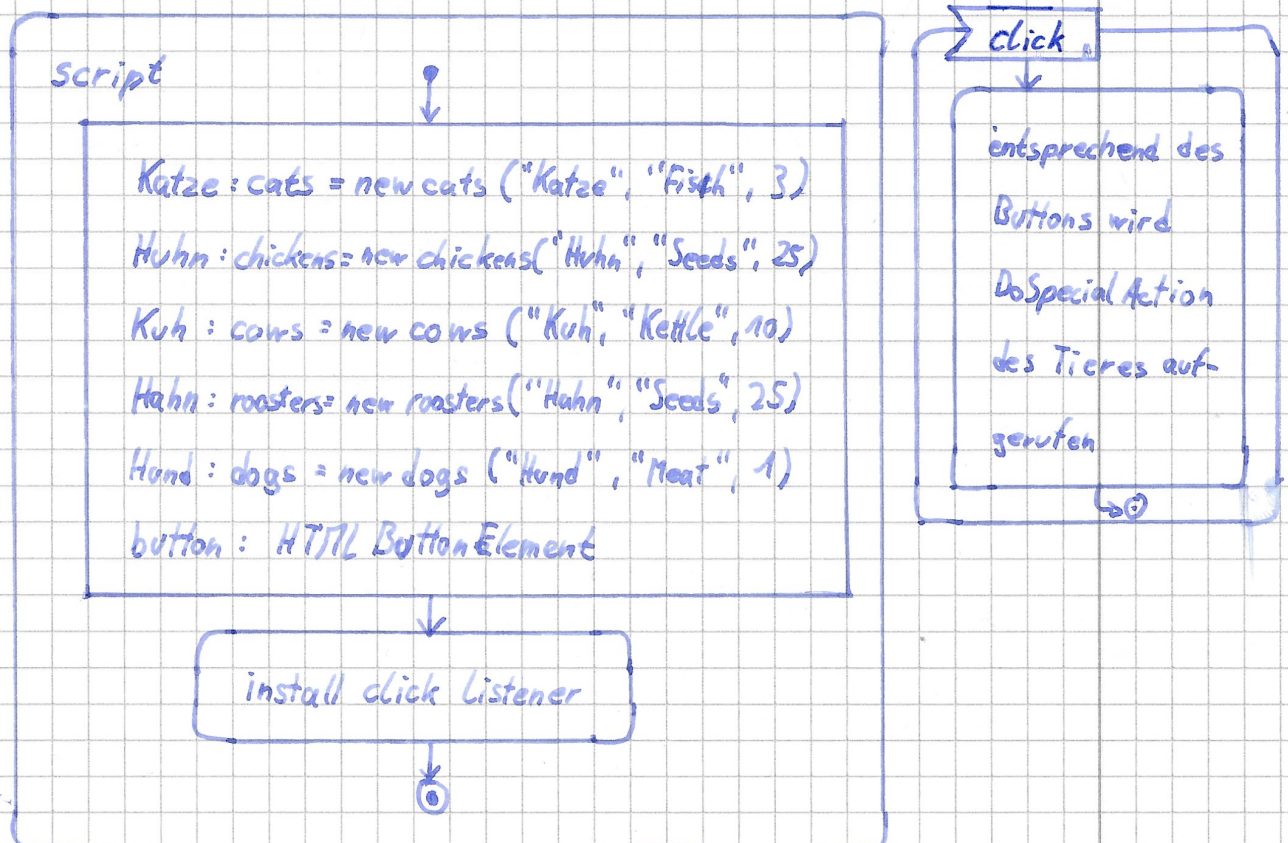 script
Katze : cats = new cats ("Katze", "Fisch", 3)
Huhn : chickens = new chickens("Huhn", "Seeds", 25)
Kuh : cows = new cows ("Kuh", "Kettle", 10)
Hahn : roosters = new roosters("Hahn", "Seeds", 25)
Hund : dogs = new dogs ("Hund", "Meat", 1)
button : HTML ButtonElement
install click listener
click
entsprechend des
Buttons wird
DoSpecialAction
des Tieres auf-
gerufen